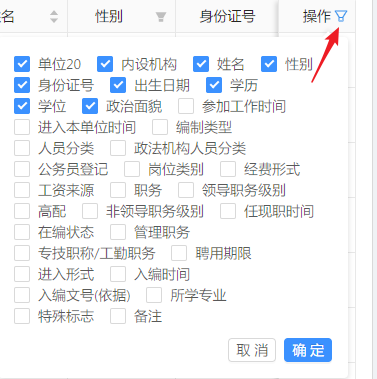 名 性别 身份证号 操作
单位20 内设机构 姓名 性别
身份证号 出生日期 学历
学位 政治面貌 参加工作时间
进入本单位时间 编制类型
人员分类 政法机构人员分类
公务员登记 岗位类别 经费形式
工资来源 职务 领导职务级别
高配 非领导职务级别 任现职时间
在编状态 管理职务
专技职称/工勤职务 聘用期限
进入形式 入编时间
入编文号(依据) 所学专业
特殊标志 备注
取 消 确 定